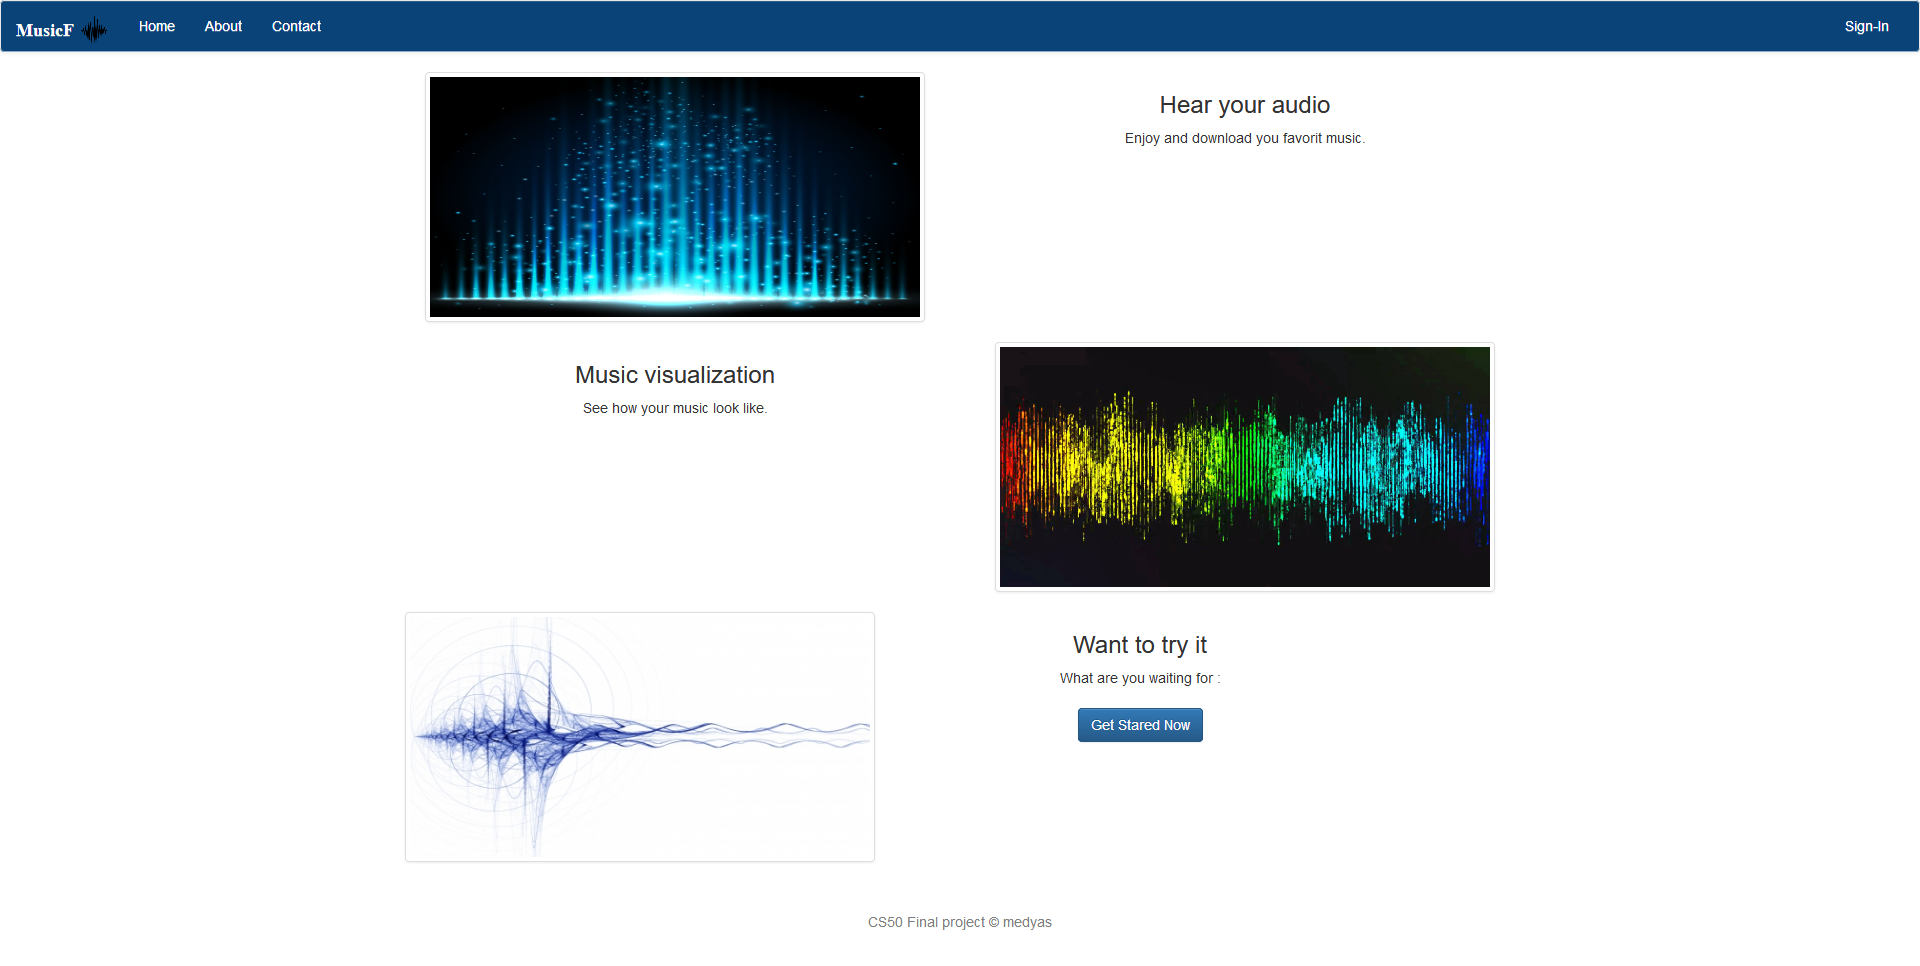 MusicF
Home
About
Contact
Sign-In
Hear your audio
Enjoy and download you favorit music.
Music visualization
See how your music look like.
Want to try it
What are you waiting for :
Get Stared Now
CS50 Final project © medyas